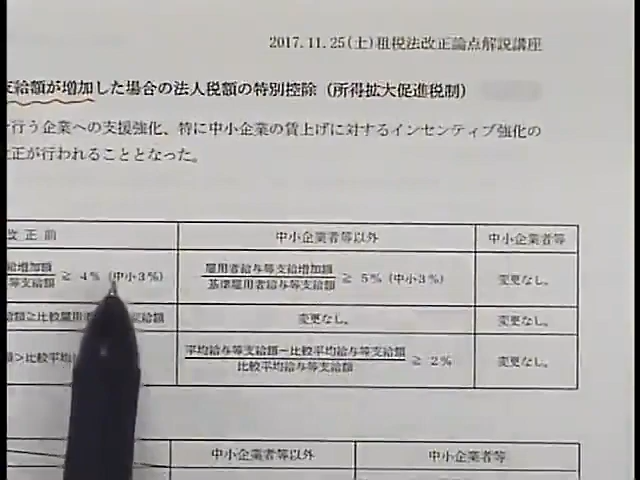 2017.11.25(土)租税法改正論点解説講座
支給額が増加した場合の法人税額の特別控除（所得拡大促進税制）
を行う企業への支援強化、特に中小企業の賃上げに対するインセンティブ強化の
正が行われることとなった。
改正前
中小企業者等以外
中小企業者等
給増加額
等支給額
≧ 4%（中小3%）
雇用者給与等支給増加額
基準雇用者給与等支給額
≧ 5%（中小3%）
変更なし。
給額≧比較雇用
支給額
変更なし。
変更なし。
＞比較平均
平均給与等支給額－比較平均給与等支給額
比較平均給与等支給額
≧ 2%
変更なし。
中小企業者等以外
中小企業者等